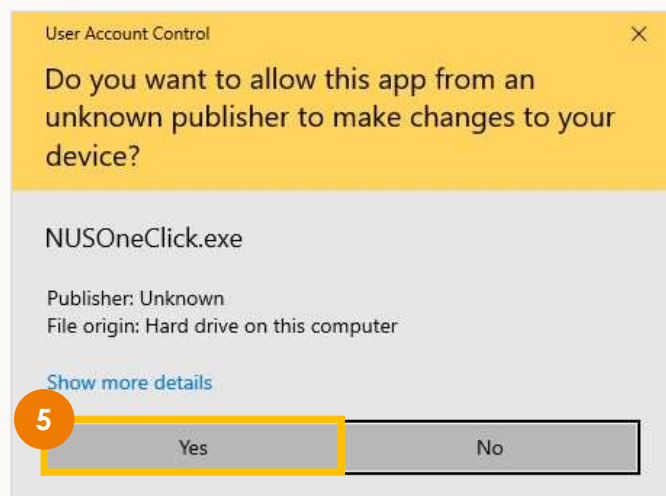 User Account Control
Do you want to allow this app from an
unknown publisher to make changes to your
device?
NUSOneClick.exe
Publisher: Unknown
File origin: Hard drive on this computer
Show more details
5
Yes
No